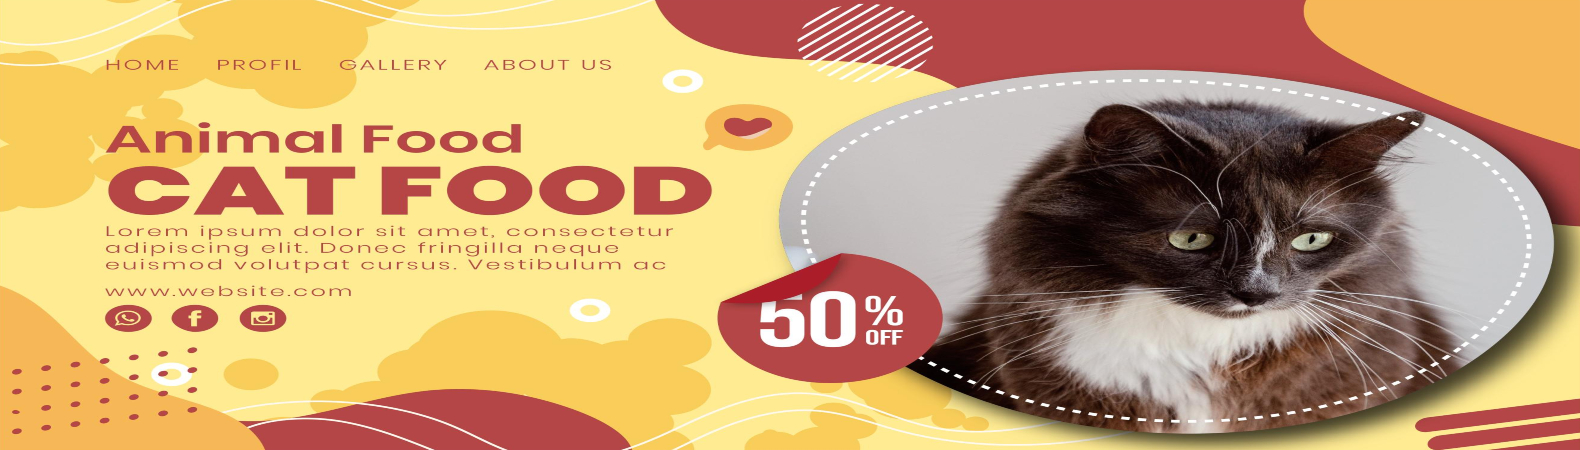 HOME PROFIL GALLERY ABOUT US
Animal Food
CAT FOOD
Lorem ipsum dolor sit amet, consectetur
adipiscing elit. Donec fringilla neque
euismod volutpat cursus. Vestibulum ac
www.website.com
50%
OFF